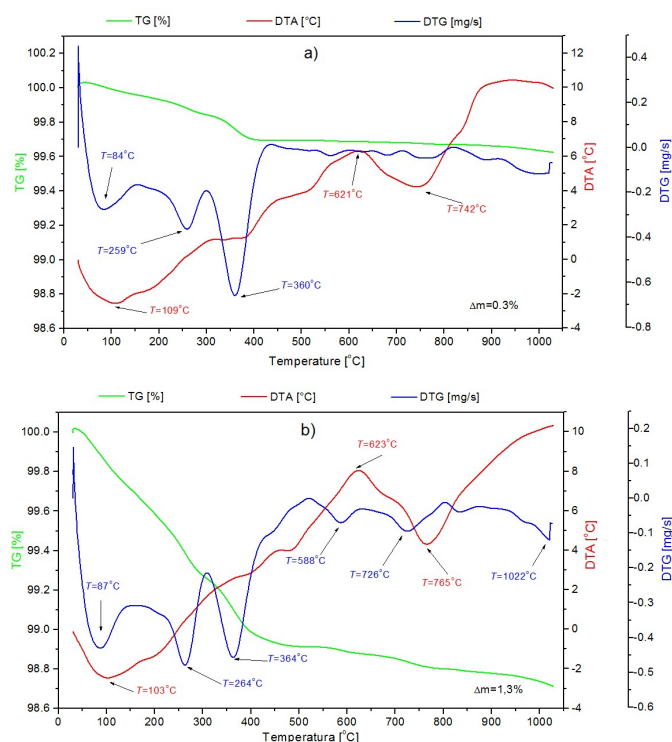 TG [%] DTA [°C] DTG [mg/s]
a)
100.2
100.0
99.8
99.6
99.4
99.2
99.0
98.8
98.6
TG [%]
12
10
8
6
4
2
0
-2
-4
DTA [°C]
0.4
0.2
-0.0
-0.2
-0.4
-0.6
-0.8
DTG [mg/s]
T=84°C
T=259°C
T=109°C
T=360°C
T=621°C
T=742°C
Δm=0.3%
0 100 200 300 400 500 600 700 800 900 1000
Temperature [°C]
TG [%] DTA [°C] DTG [mg/s]
b)
100.0
99.8
99.6
99.4
99.2
99.0
98.8
98.6
TG [%]
10
8
6
4
2
0
-2
-4
DTA [°C]
0.2
0.1
-0.0
-0.1
-0.2
-0.3
-0.4
-0.5
-0.6
DTG [mg/s]
T=623°C
T=87°C
T=103°C
T=264°C
T=364°C
T=588°C
T=726°C
T=765°C
T=1022°C
Δm=1,3%
0 100 200 300 400 500 600 700 800 900 1000
Temperatura [°C]